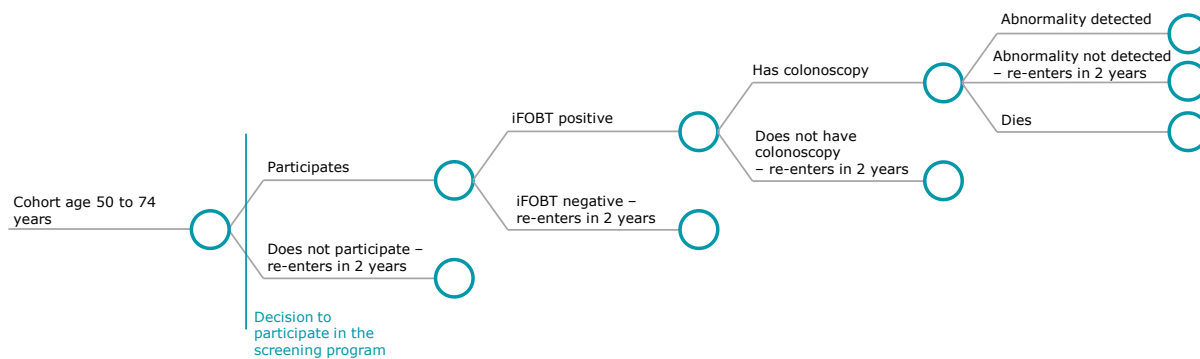 Abnormality detected
Abnormality not detected
– re-enters in 2 years
Dies
Has colonoscopy
Does not have
colonoscopy
– re-enters in 2 years
iFOBT positive
iFOBT negative –
re-enters in 2 years
Participates
Does not participate –
re-enters in 2 years
Cohort age 50 to 74
years
Decision to
participate in the
screening program